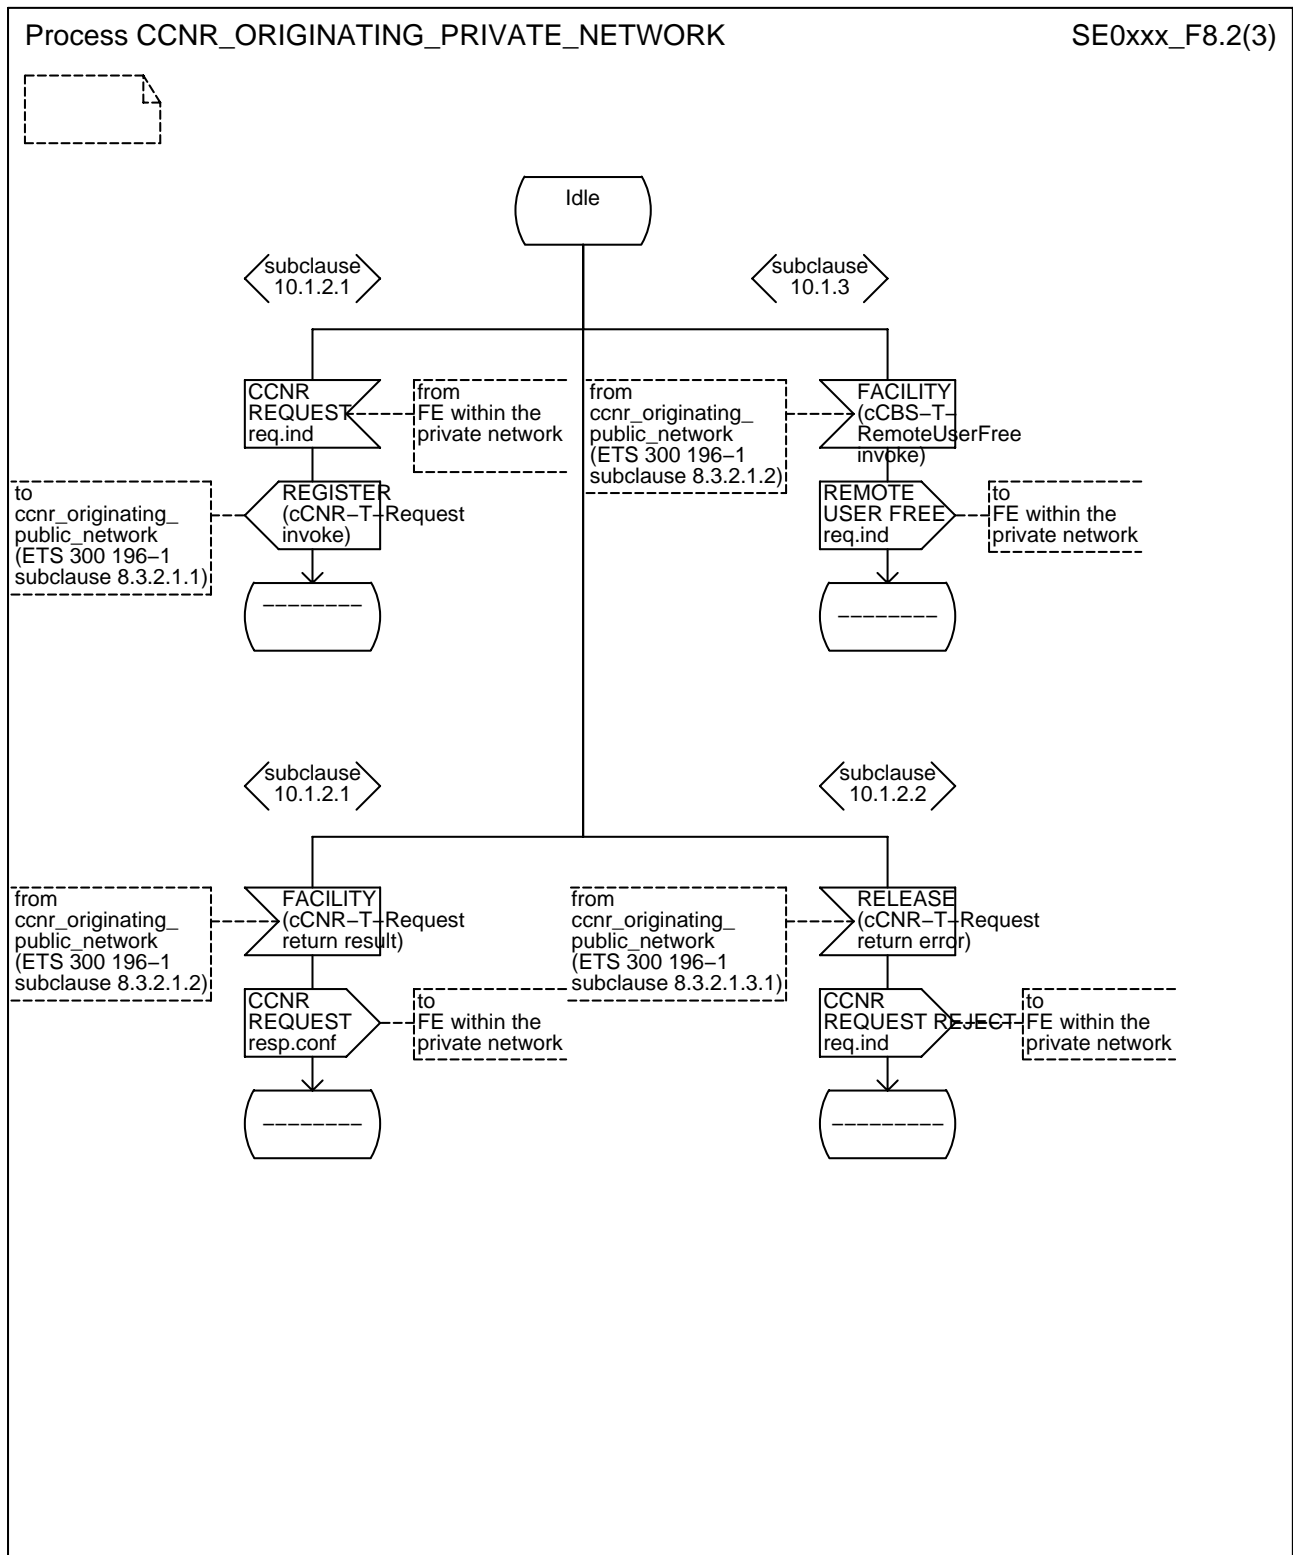 Process CCNR_ORIGINATING_PRIVATE_NETWORK
SE0xxx_F8.2(3)
Idle
subclause
10.1.2.1
subclause
10.1.3
CCNR
REQUEST
req.ind
from
FE within the
private network
from
ccnr_originating_
public_network
(ETS 300 196−1
subclause 8.3.2.1.2)
FACILITY
(cCBS−T−
RemoteUserFree
invoke)
to
ccnr_originating_
public_network
(ETS 300 196−1
subclause 8.3.2.1.1)
REGISTER
(cCNR−T−Request
invoke)
REMOTE
USER FREE
req.ind
to
FE within the
private network
−−−−−−−−
−−−−−−−−
subclause
10.1.2.1
subclause
10.1.2.2
from
ccnr_originating_
public_network
(ETS 300 196−1
subclause 8.3.2.1.2)
FACILITY
(cCNR−T−Request
return result)
from
ccnr_originating_
public_network
(ETS 300 196−1
subclause 8.3.2.1.3.1)
RELEASE
(cCNR−T−Request
return error)
CCNR
REQUEST
resp.conf
to
FE within the
private network
CCNR
REQUEST REJECT
req.ind
to
FE within the
private network
−−−−−−−−
−−−−−−−−−